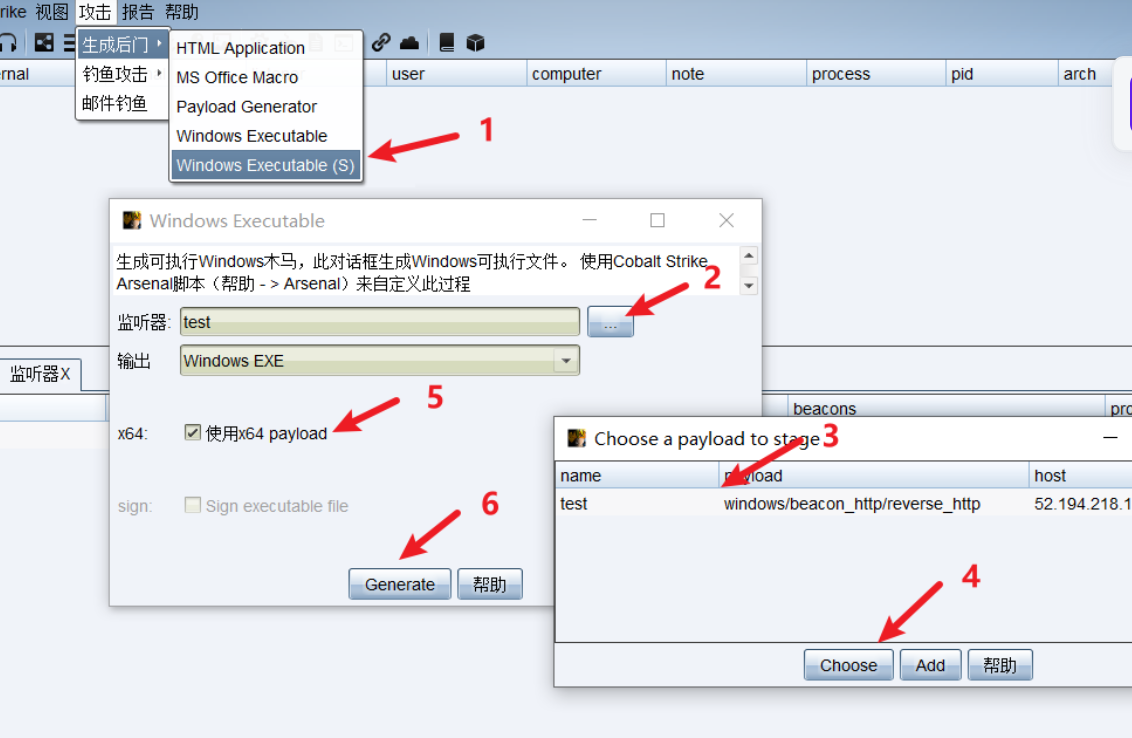 rike 视图 攻击 报告 帮助
生成后门
钓鱼攻击
邮件钓鱼
HTML Application
MS Office Macro
Payload Generator
Windows Executable
Windows Executable (S)
1
rnal user computer note process pid arch
Windows Executable
生成可执行Windows木马，此对话框生成Windows可执行文件。 使用Cobalt Strike
Arsenal脚本（帮助 - > Arsenal）来自定义此过程
2
监听器: test ...
输出 Windows EXE
5
x64: 使用x64 payload
sign: Sign executable file
6
Generate 帮助
监听器X
beacons pro
Choose a payload to stage
3
name payload host
test windows/beacon_http/reverse_http 52.194.218.1
4
Choose Add 帮助